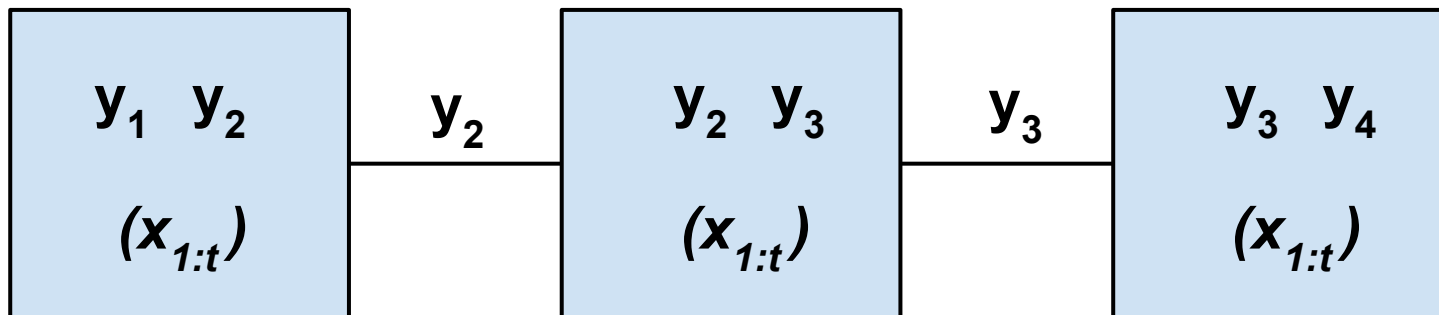 y₁ y₂ y₂ y₂ y₃ y₃ y₃ y₄
(x₁:ₜ) (x₁:ₜ) (x₁:ₜ)